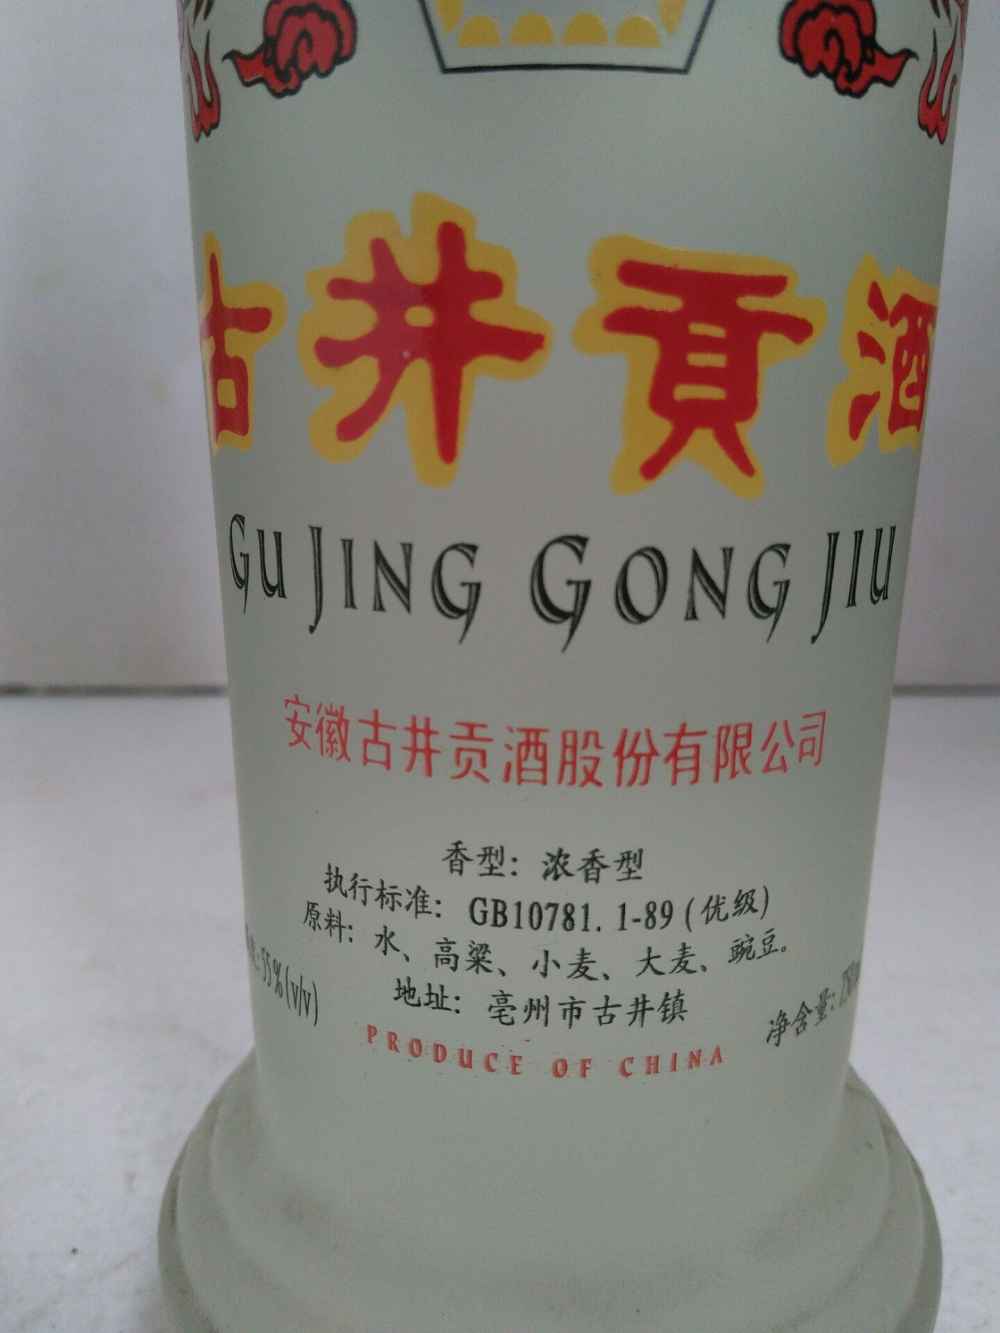 古井貢酒
GU JING GONG JIU
安徽古井贡酒股份有限公司
香型：浓香型
执行标准：GB10781.1-89(优级)
原料：水、高粱、小麦、大麦、豌豆。
55%(v/v)
地址：亳州市古井镇
净含量：
PRODUCE OF CHINA